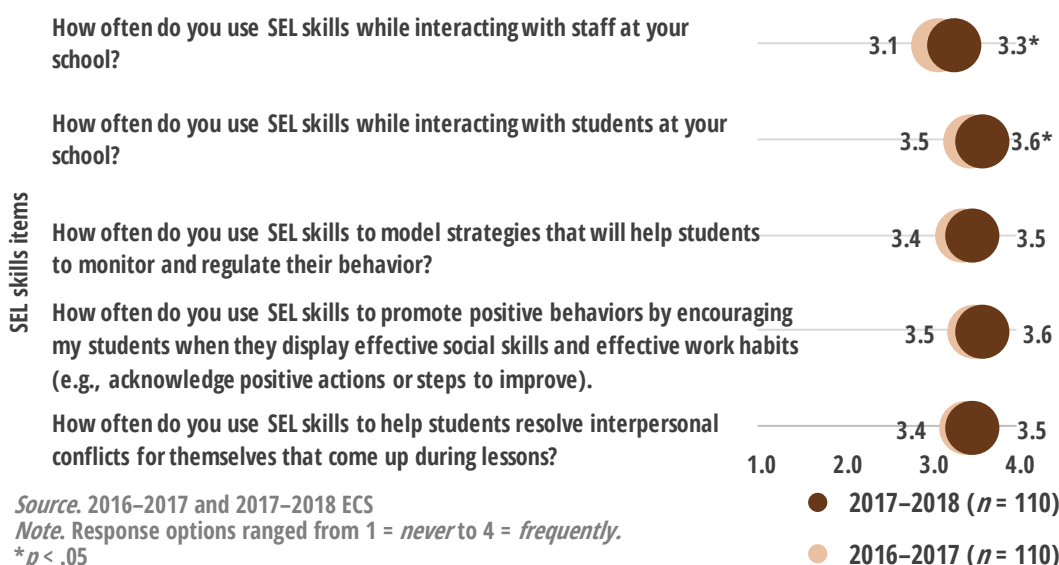 How often do you use SEL skills while interacting with staff at your
school?
3.1
3.3*
How often do you use SEL skills while interacting with students at your
school?
3.5
3.6*
SEL skills items
How often do you use SEL skills to model strategies that will help students
to monitor and regulate their behavior?
3.4
3.5
How often do you use SEL skills to promote positive behaviors by encouraging
my students when they display effective social skills and effective work habits
(e.g., acknowledge positive actions or steps to improve).
3.5
3.6
How often do you use SEL skills to help students resolve interpersonal
conflicts for themselves that come up during lessons?
3.4
3.5
1.0 2.0 3.0 4.0
Source. 2016–2017 and 2017–2018 ECS
Note. Response options ranged from 1 = never to 4 = frequently.
*p < .05
2017–2018 (n = 110)
2016–2017 (n = 110)